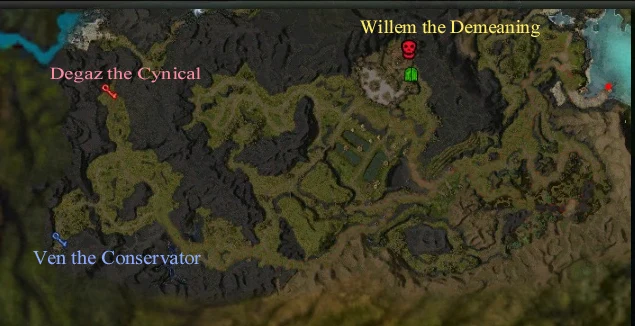 Willem the Demeaning
Degaz the Cynical
Ven the Conservator